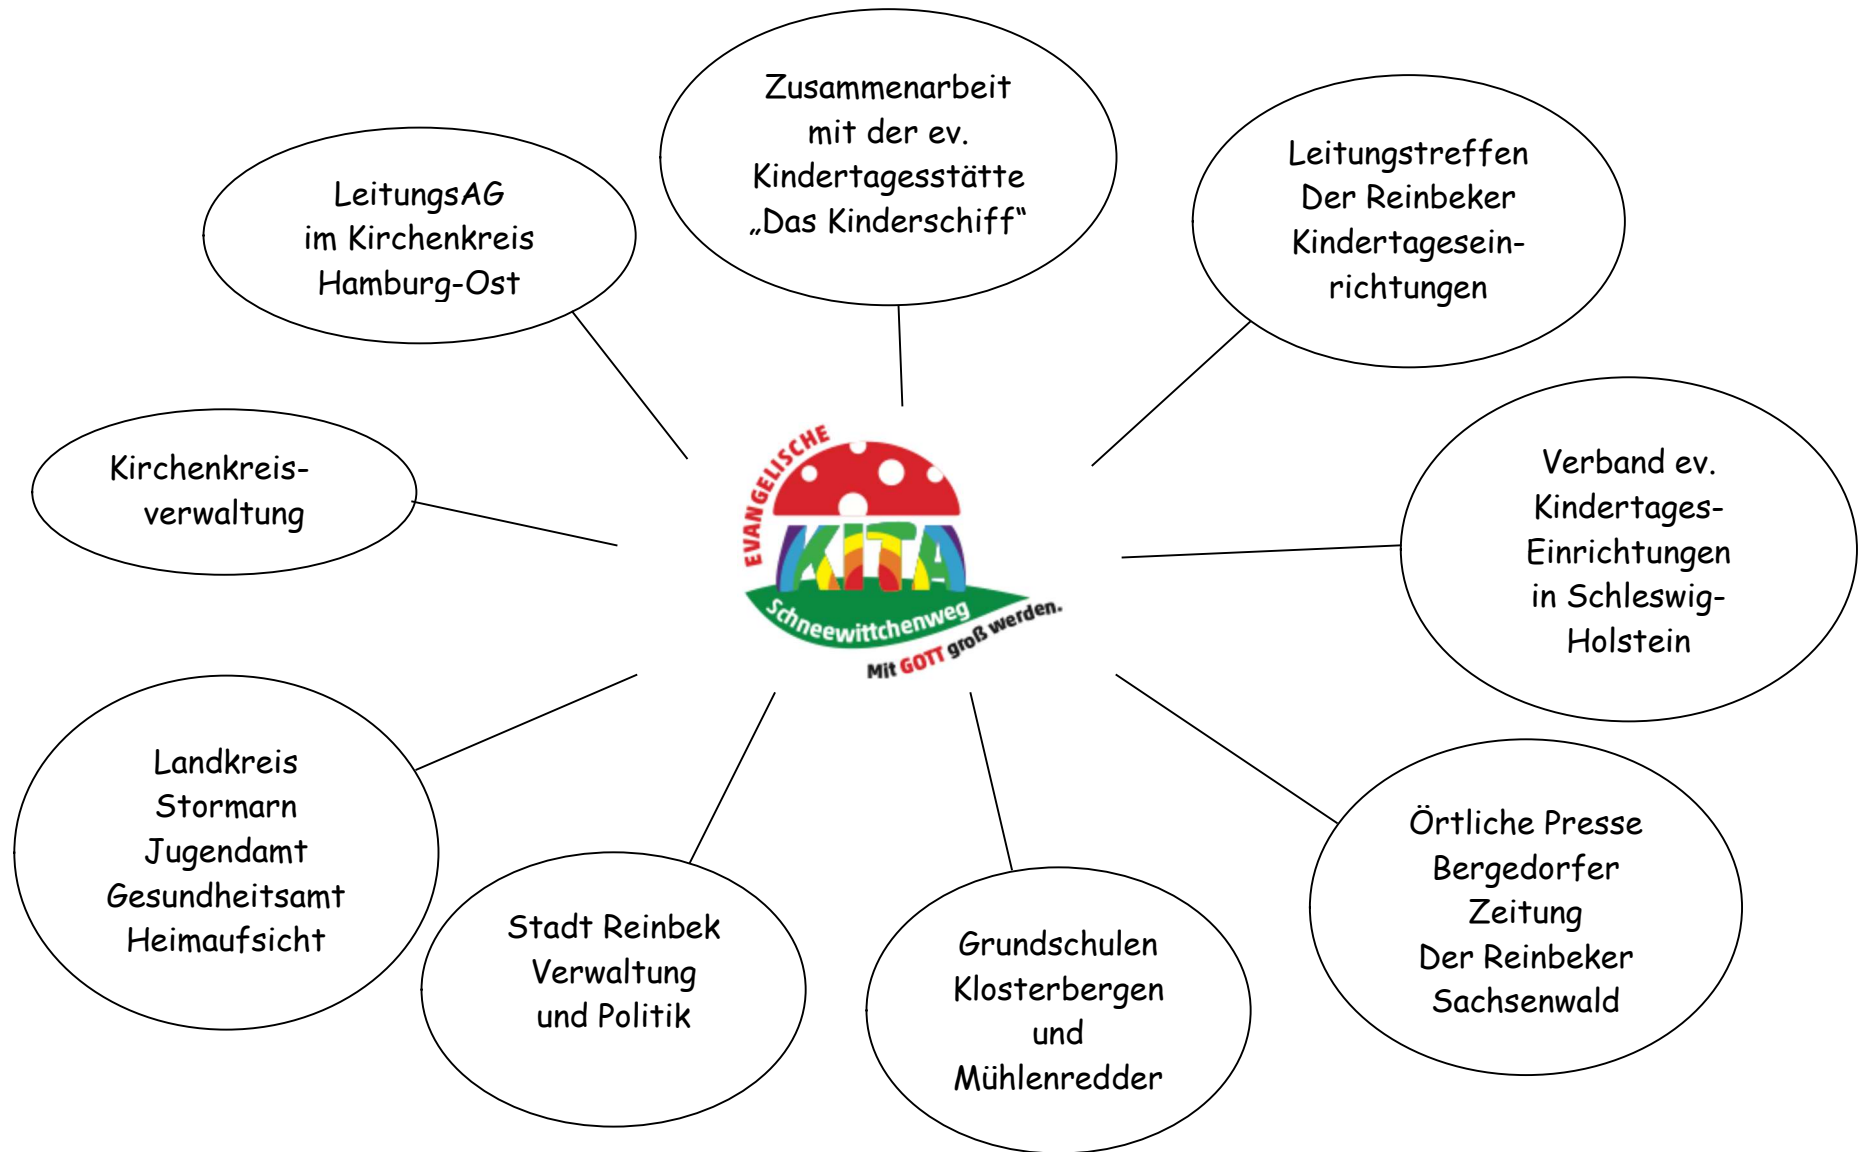 Zusammenarbeit
mit der ev.
Kindertagesstätte
„Das Kinderschiff“
LeitungsAG
im Kirchenkreis
Hamburg-Ost
Leitungstreffen
Der Reinbeker
Kindertagesein-
richtungen
Kirchenkreis-
verwaltung
EVANGELISCHE
KITA
Schneewittchenweg
Mit GOTT groß werden.
Verband ev.
Kindertages-
Einrichtungen
in Schleswig-
Holstein
Landkreis
Stormarn
Jugendamt
Gesundheitsamt
Heimaufsicht
Stadt Reinbek
Verwaltung
und Politik
Grundschulen
Klosterbergen
und
Mühlenredder
Örtliche Presse
Bergedorfer
Zeitung
Der Reinbeker
Sachsenwald